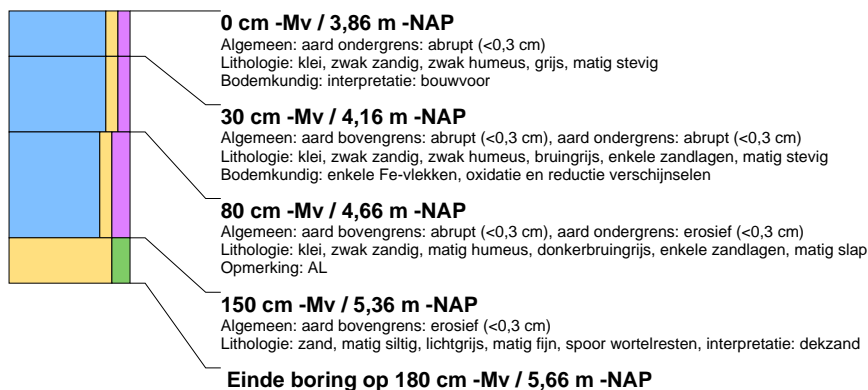 0 cm -Mv / 3,86 m -NAP
Algemeen: aard ondergrens: abrupt (<0,3 cm)
Lithologie: klei, zwak zandig, zwak humeus, grijs, matig stevig
Bodemkundig: interpretatie: bouwvoor
30 cm -Mv / 4,16 m -NAP
Algemeen: aard bovengrens: abrupt (<0,3 cm), aard ondergrens: abrupt (<0,3 cm)
Lithologie: klei, zwak zandig, zwak humeus, bruingrijs, enkele zandlagen, matig stevig
Bodemkundig: enkele Fe-vlekken, oxidatie en reductie verschijnselen
80 cm -Mv / 4,66 m -NAP
Algemeen: aard bovengrens: abrupt (<0,3 cm), aard ondergrens: erosief (<0,3 cm)
Lithologie: klei, zwak zandig, matig humeus, donkerbruingrijs, enkele zandlagen, matig slap
Opmerking: AL
150 cm -Mv / 5,36 m -NAP
Algemeen: aard bovengrens: erosief (<0,3 cm)
Lithologie: zand, matig siltig, lichtgrijs, matig fijn, spoor wortelresten, interpretatie: dekzand
Einde boring op 180 cm -Mv / 5,66 m -NAP